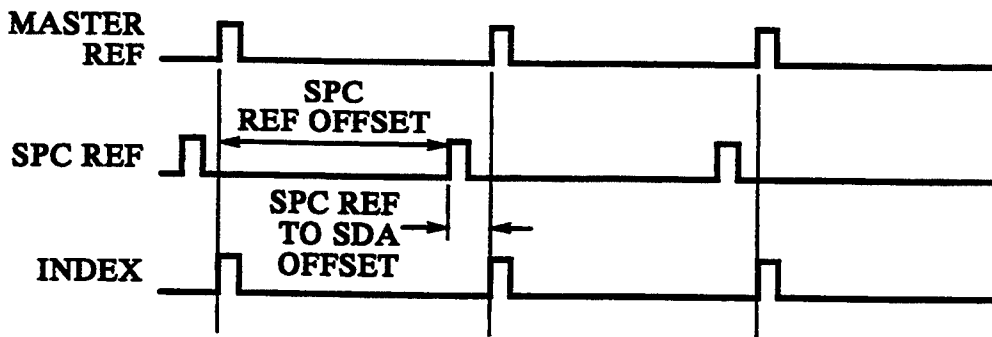 MASTER
REF
SPC
REF OFFSET
SPC REF
SPC REF
TO SDA
OFFSET
INDEX